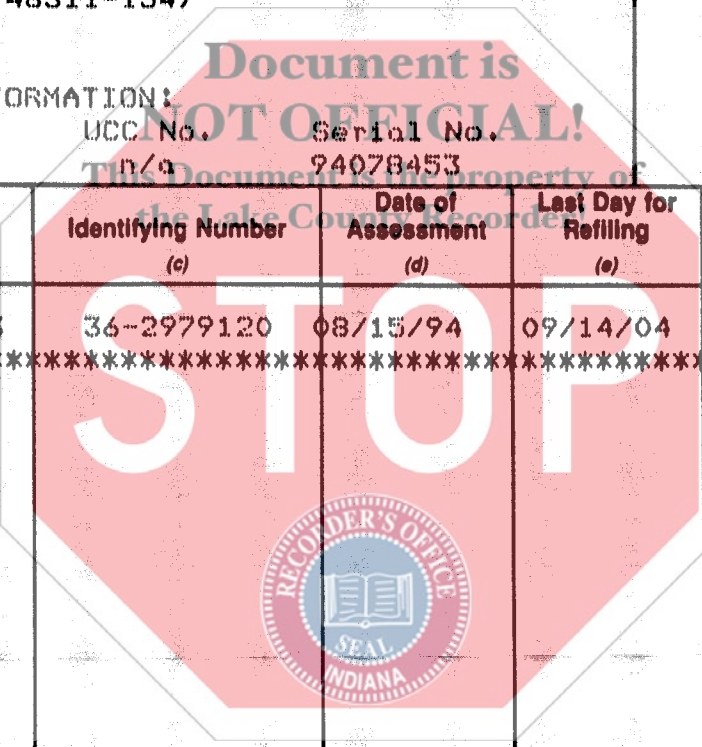 46311-1547
ORMATION:
Document is
NOT OFFICIAL!
UCC No. Serial No.
n/a 94078453
This Document is the property of
the Lake County Recorder!
Identifying Number
(c)
Date of
Assessment
(d)
Last Day for
Refiling
(e)
36-2979120 08/15/94 09/14/04
****************************************
STOP
RECORDER'S OFFICE
SEAL
INDIANA